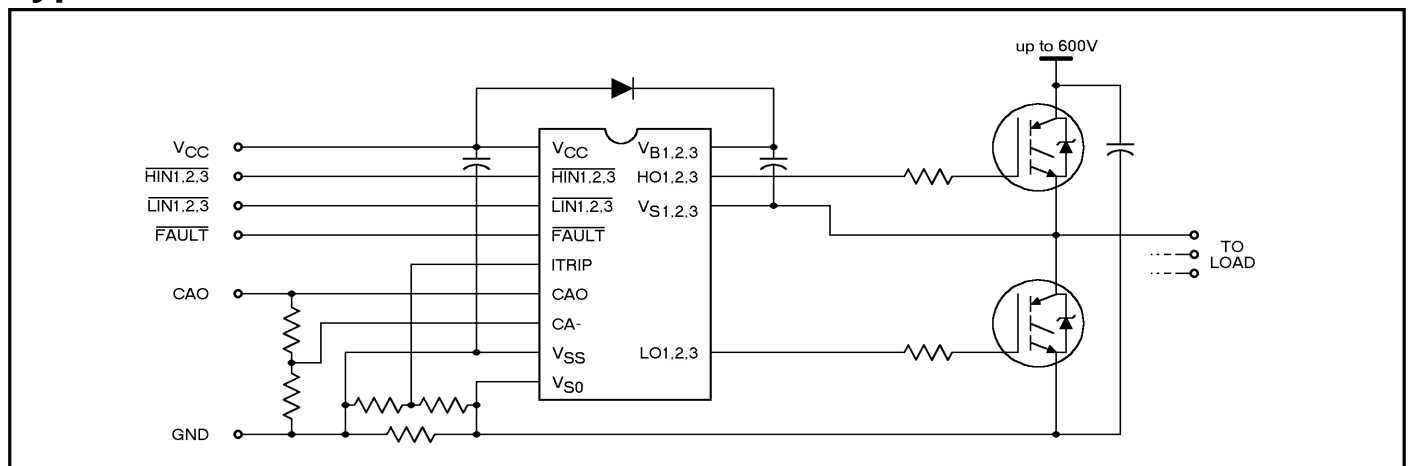 up to 600V
VCC
HIN1,2,3
LIN1,2,3
FAULT
CAO
GND
VCC
HIN1,2,3
LIN1,2,3
FAULT
ITRIP
CAO
CA-
VSS
VS0
VB1,2,3
HO1,2,3
VS1,2,3
LO1,2,3
TO
LOAD